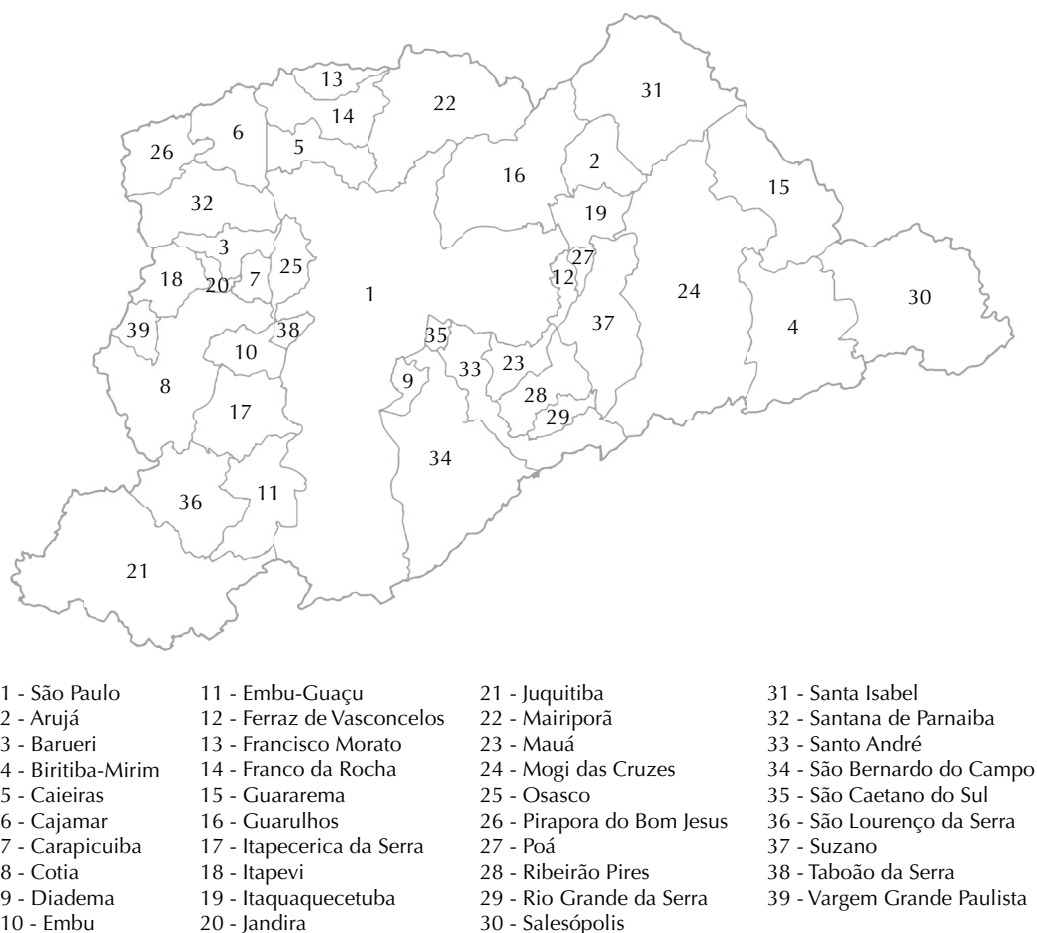 13
31
22
14
6
5
26
2
16
15
32
19
3
27
25
18
7
12
20
24
1
30
37
39
38
4
35
10
23
33
9
8
28
17
29
34
11
36
21
1 - São Paulo
2 - Arujá
3 - Barueri
4 - Biritiba-Mirim
5 - Caieiras
6 - Cajamar
7 - Carapicuiba
8 - Cotia
9 - Diadema
10 - Embu
11 - Embu-Guaçu
12 - Ferraz de Vasconcelos
13 - Francisco Morato
14 - Franco da Rocha
15 - Guararema
16 - Guarulhos
17 - Itapecerica da Serra
18 - Itapevi
19 - Itaquaquecetuba
20 - Jandira
21 - Juquitiba
22 - Mairiporã
23 - Mauá
24 - Mogi das Cruzes
25 - Osasco
26 - Pirapora do Bom Jesus
27 - Poá
28 - Ribeirão Pires
29 - Rio Grande da Serra
30 - Salesópolis
31 - Santa Isabel
32 - Santana de Parnaiba
33 - Santo André
34 - São Bernardo do Campo
35 - São Caetano do Sul
36 - São Lourenço da Serra
37 - Suzano
38 - Taboão da Serra
39 - Vargem Grande Paulista